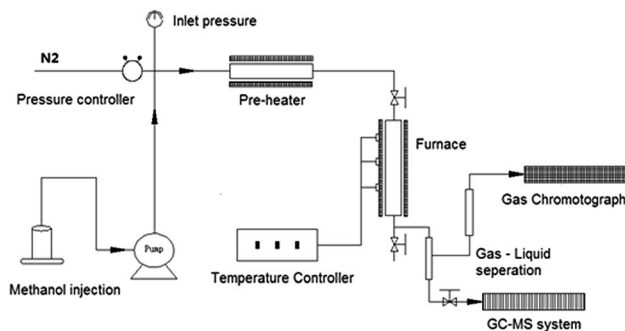 Inlet pressure
N2
Pressure controller
Pre-heater
Furnace
Gas Chromotograph
Pump
Gas - Liquid
seperation
Temperature Controller
Methanol injection
GC-MS system